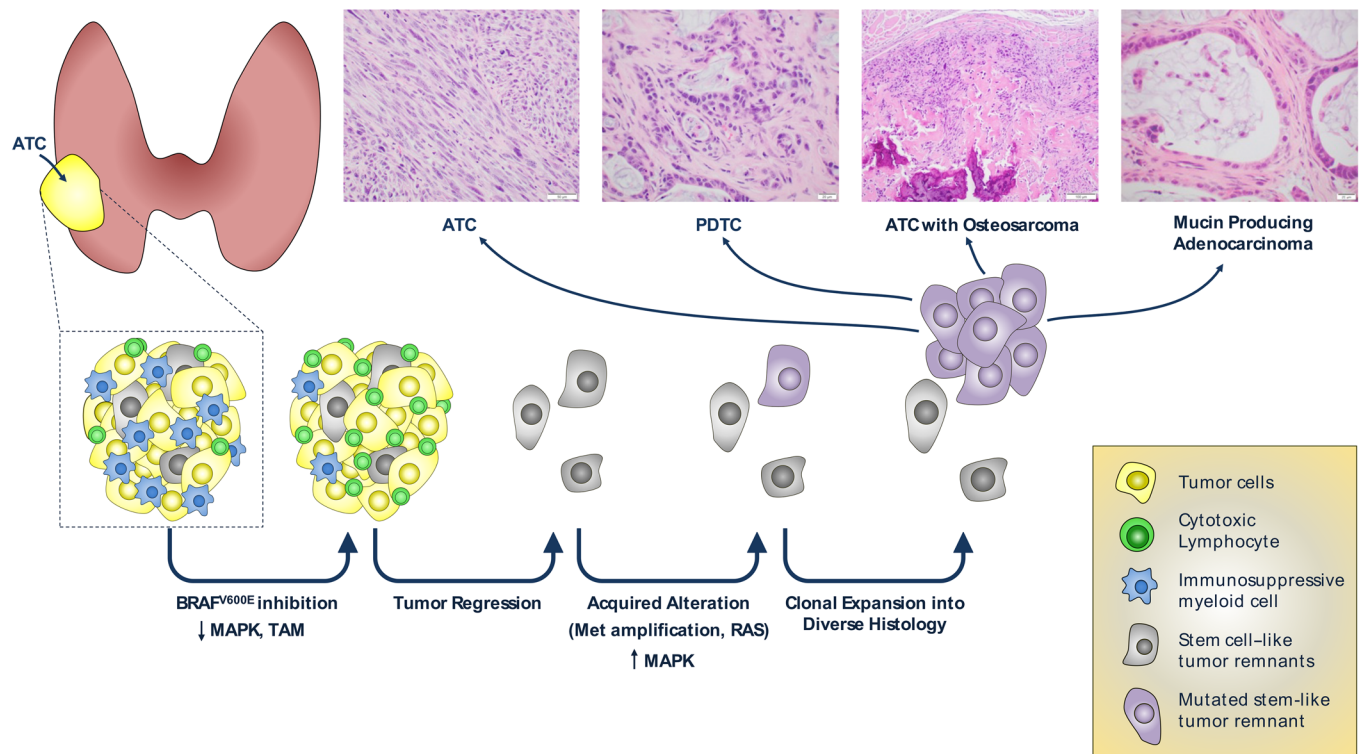 ATC
ATC
PDTC
ATC with Osteosarcoma
Mucin Producing
Adenocarcinoma
BRAFV600E inhibition
↓ MAPK, TAM
Tumor Regression
Acquired Alteration
(Met amplification, RAS)
↑ MAPK
Clonal Expansion into
Diverse Histology
Tumor cells
Cytotoxic
Lymphocyte
Immunosuppressive
myeloid cell
Stem cell–like
tumor remnants
Mutated stem-like
tumor remnant